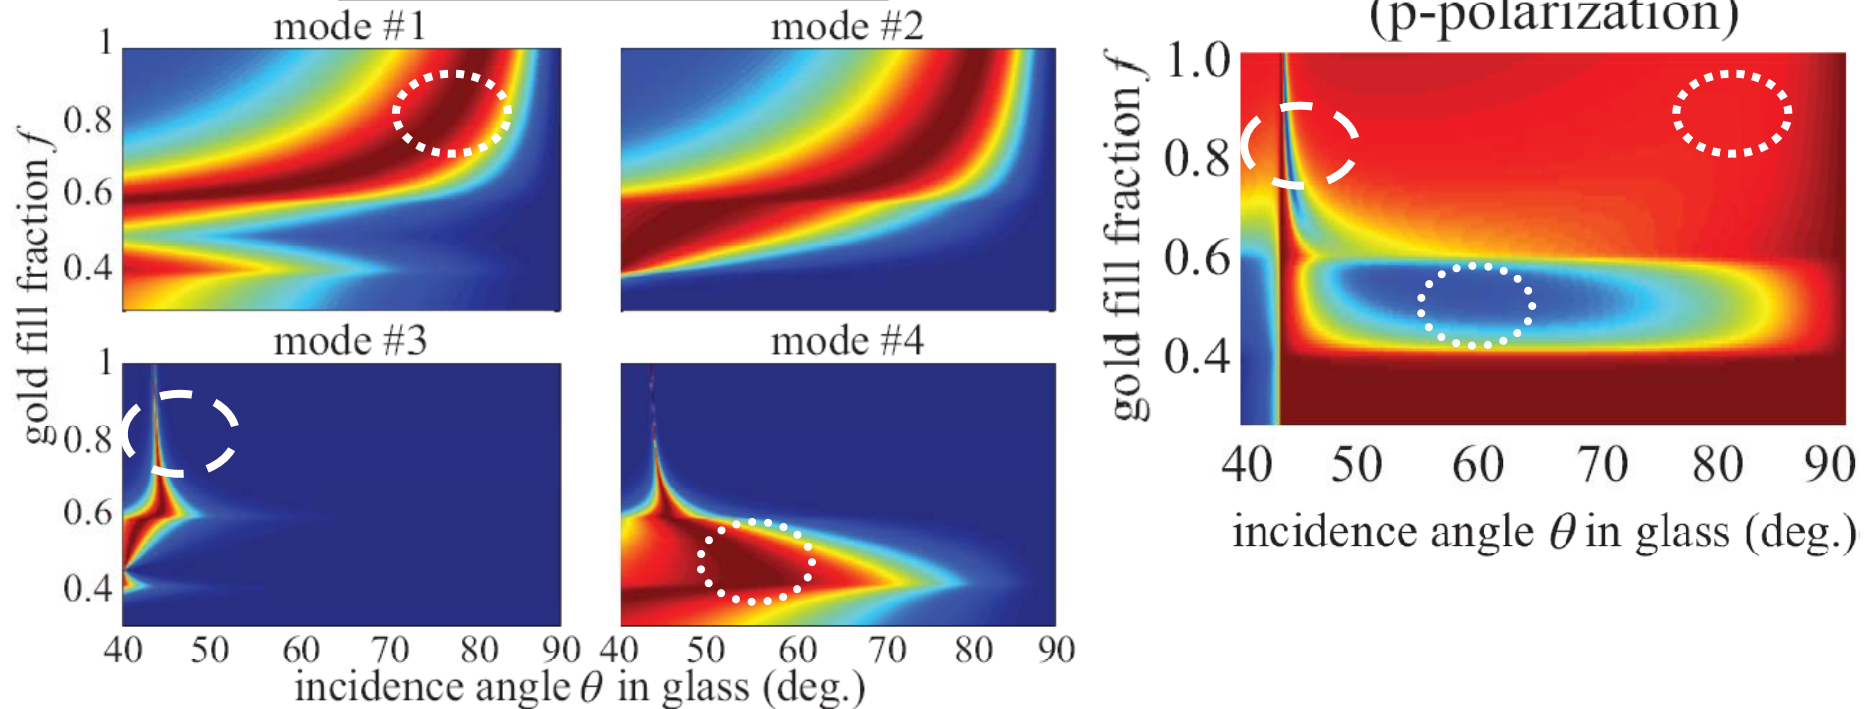 mode #1
mode #2
gold fill fraction f
1
0.8
0.6
0.4
mode #3
mode #4
1
0.8
0.6
0.4
40 50 60 70 80 90
40 50 60 70 80 90
incidence angle θ in glass (deg.)
(p-polarization)
gold fill fraction f
1.0
0.8
0.6
0.4
40 50 60 70 80 90
incidence angle θ in glass (deg.)